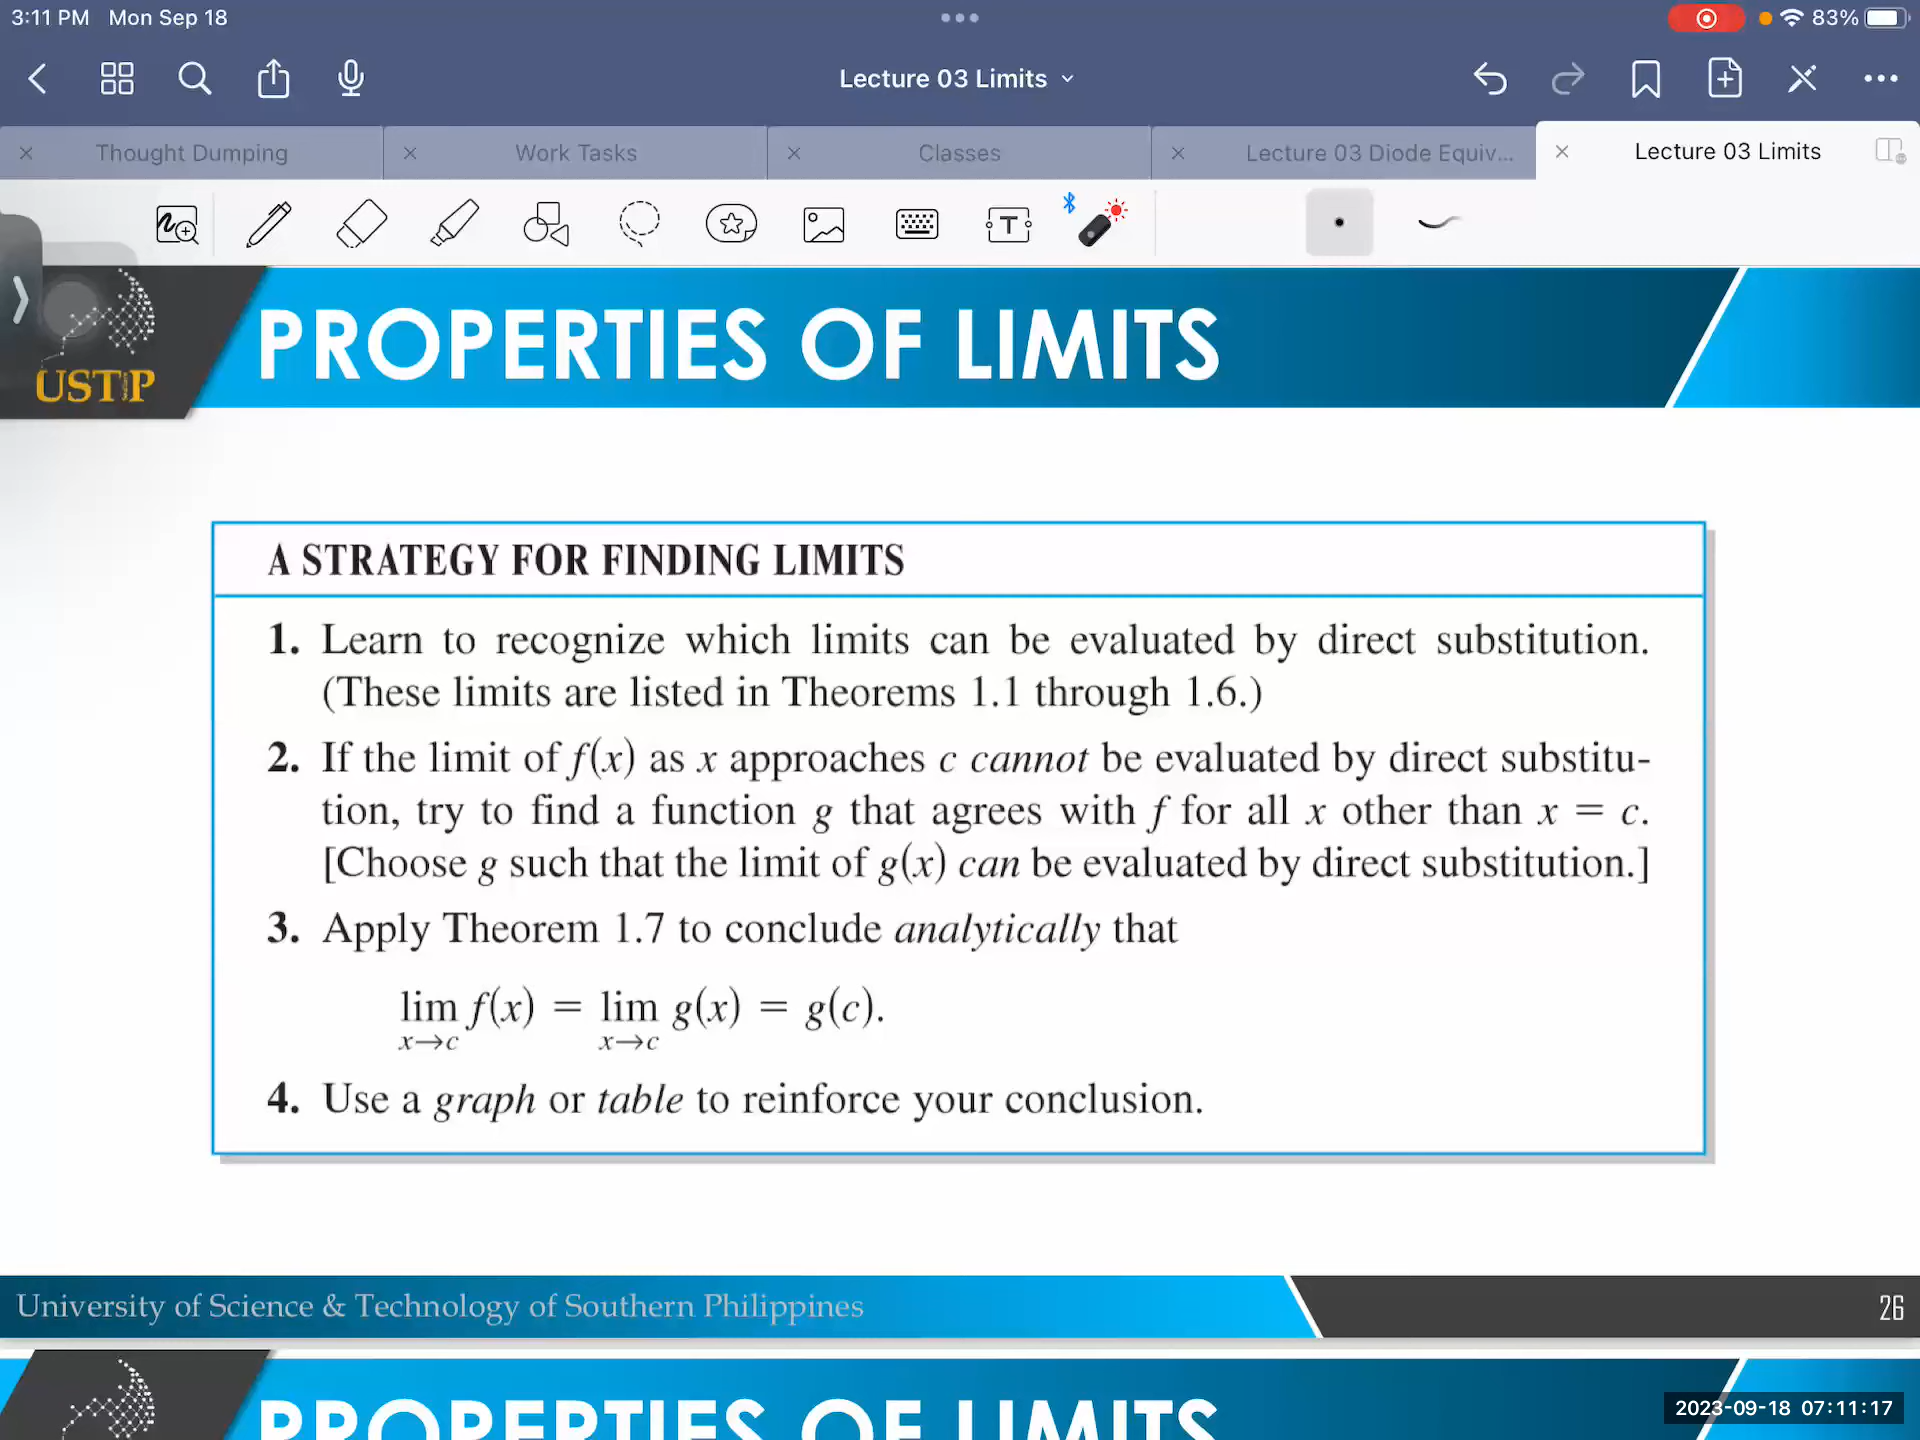 3:11 PM Mon Sep 18
83%
Lecture 03 Limits
Thought Dumping
Work Tasks
Classes
Lecture 03 Diode Equiv...
Lecture 03 Limits
T
USTP
PROPERTIES OF LIMITS
A STRATEGY FOR FINDING LIMITS
1. Learn to recognize which limits can be evaluated by direct substitution.
(These limits are listed in Theorems 1.1 through 1.6.)
2. If the limit of f(x) as x approaches c cannot be evaluated by direct substitu-
tion, try to find a function g that agrees with f for all x other than x = c.
[Choose g such that the limit of g(x) can be evaluated by direct substitution.]
3. Apply Theorem 1.7 to conclude analytically that
lim f(x) = lim g(x) = g(c).
x→c x→c
4. Use a graph or table to reinforce your conclusion.
University of Science & Technology of Southern Philippines
26
PROPERTIES OF LIMITS
2023-09-18 07:11:17